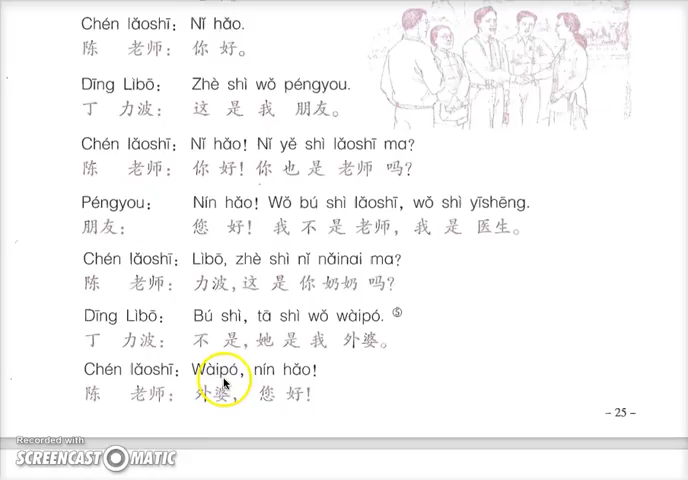 Chén lǎoshī: Nǐ hǎo.
陈 老师: 你 好。
Dīng Lìbō: Zhè shì wǒ péngyou.
丁 力波: 这 是 我 朋友。
Chén lǎoshī: Nǐ hǎo! Nǐ yě shì lǎoshī ma?
陈 老师: 你 好! 你 也 是 老师 吗?
Péngyou: Nín hǎo! Wǒ bú shì lǎoshī, wǒ shì yīshēng.
朋友: 您 好! 我 不 是 老师, 我 是 医生。
Chén lǎoshī: Lìbō, zhè shì nǐ nǎinai ma?
陈 老师: 力波, 这 是 你 奶奶 吗?
Dīng Lìbō: Bú shì, tā shì wǒ wàipó. ⑤
丁 力波: 不 是, 她 是 我 外婆。
Chén lǎoshī: Wàipó, nín hǎo!
陈 老师: 外婆, 您 好!
- 25 -
Recorded with
SCREENCAST MATIC